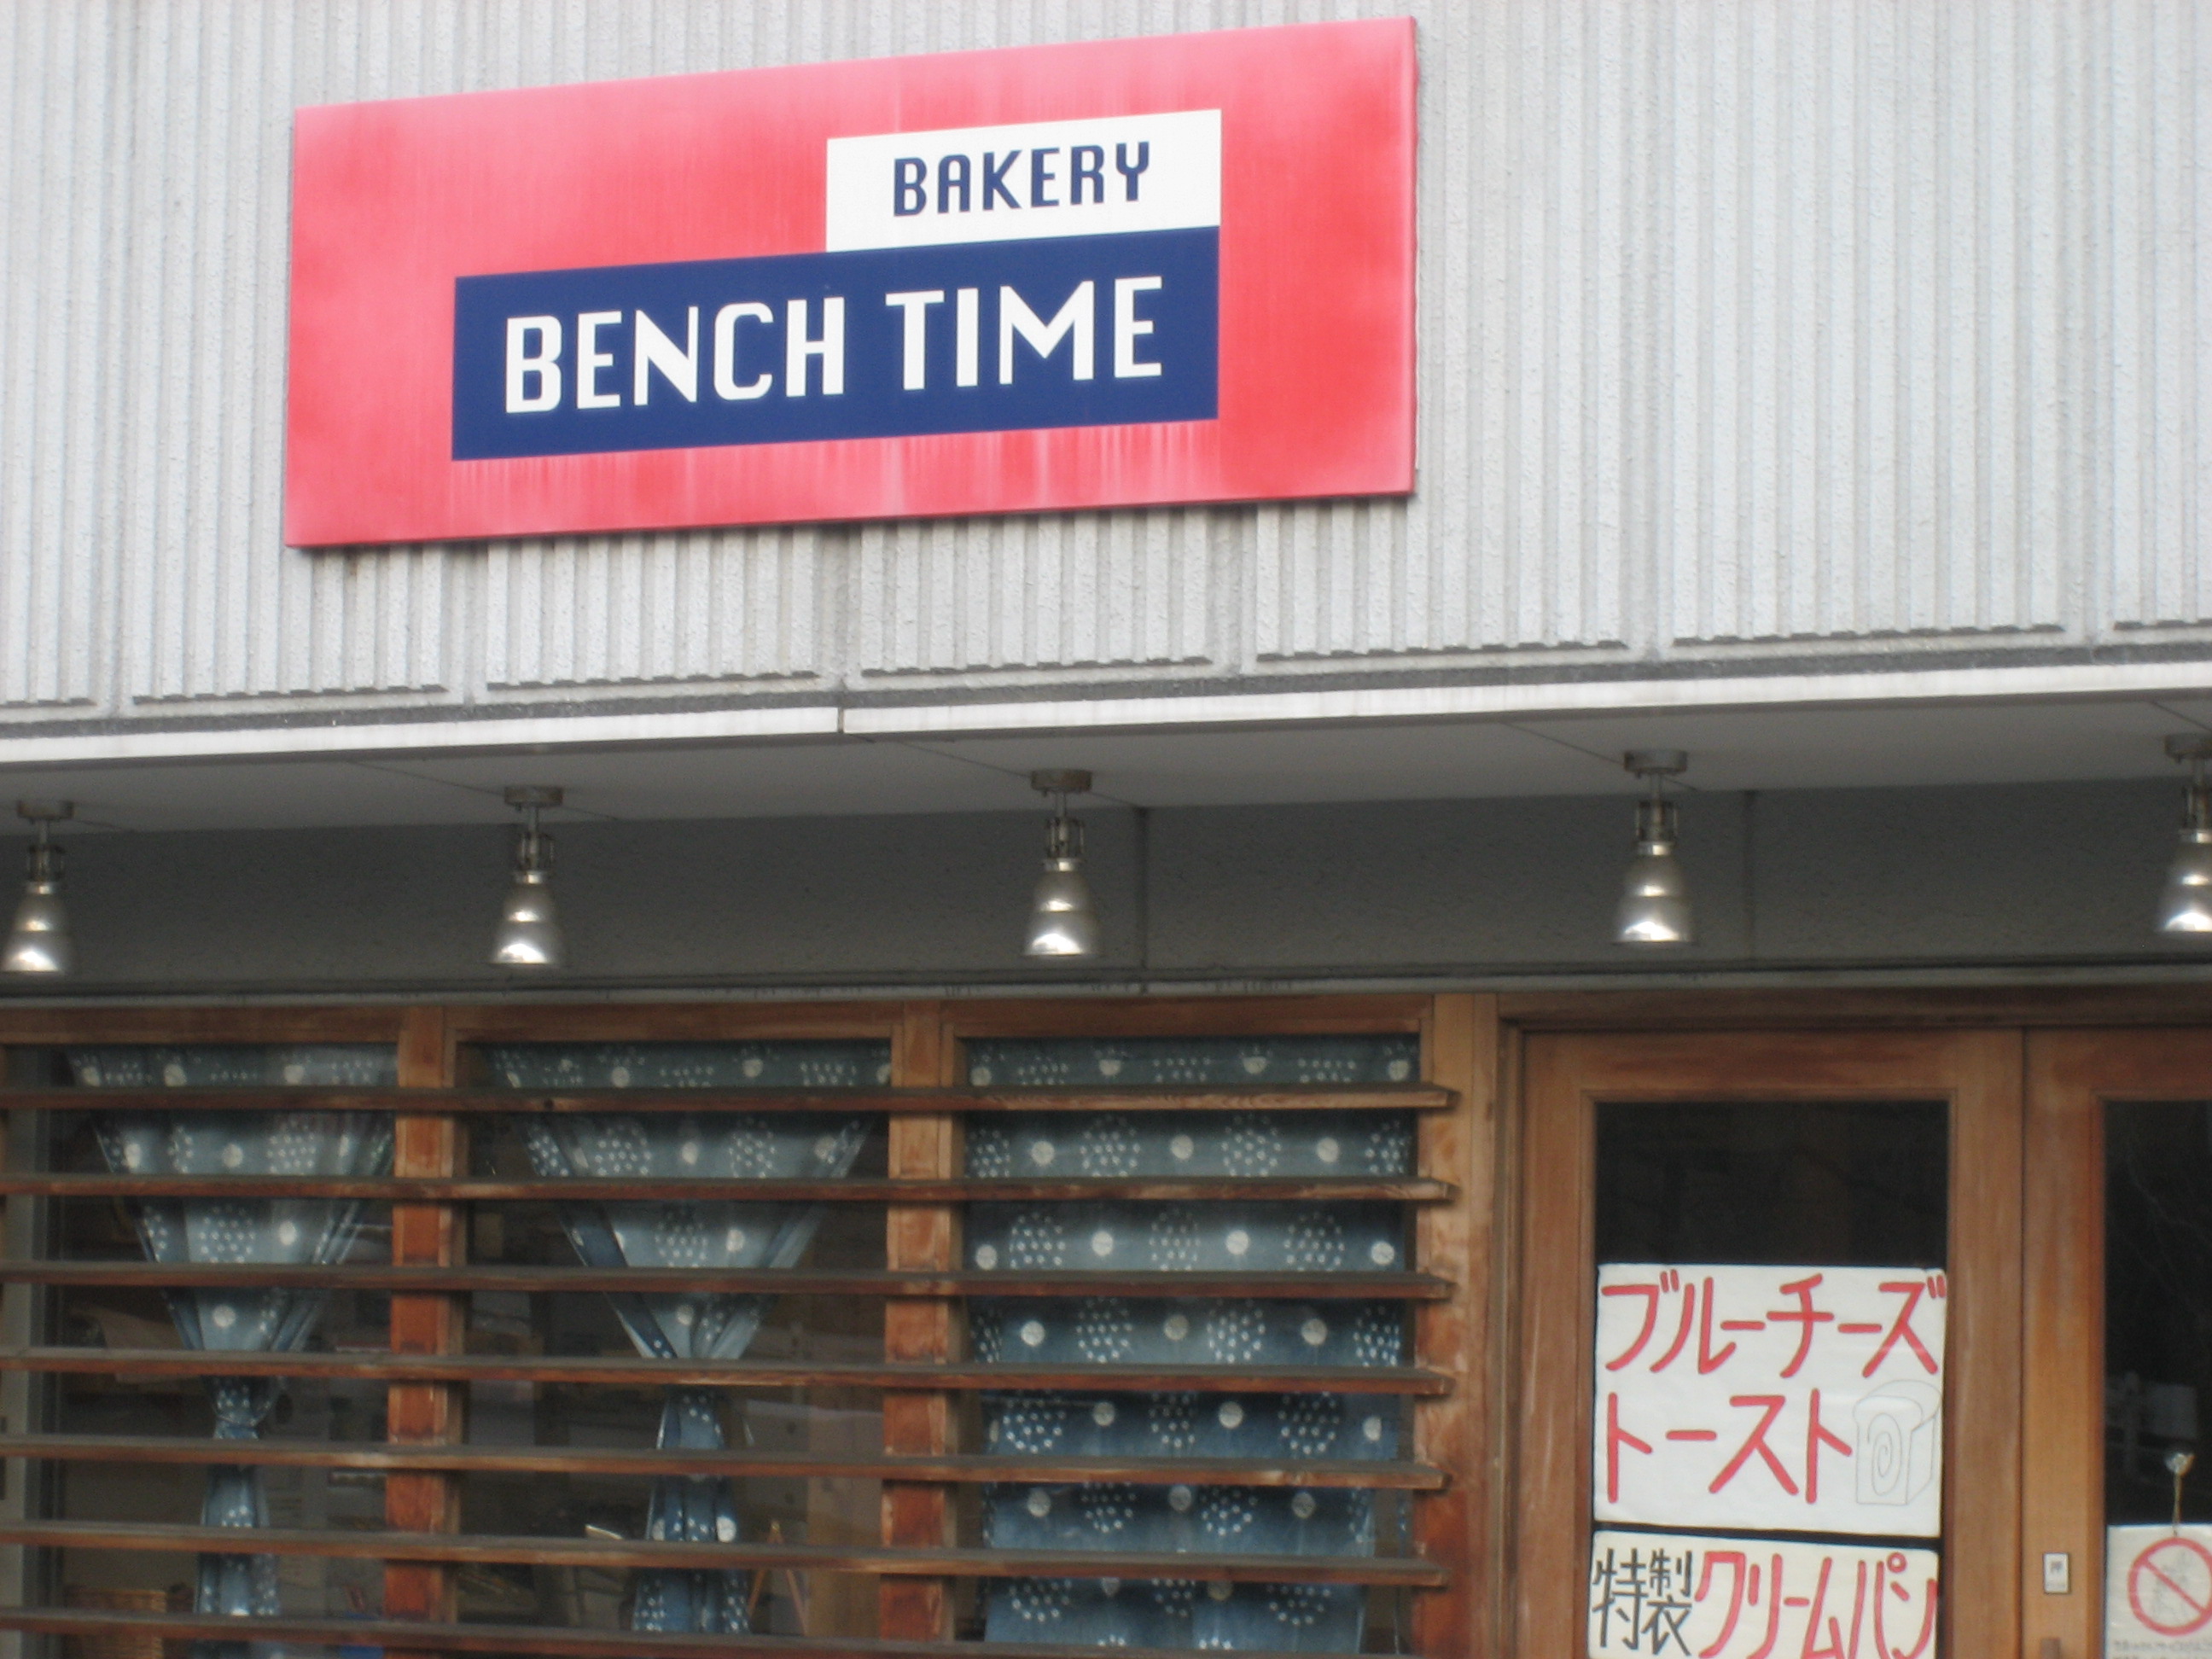 BAKERY
BENCH TIME
ブルーチーズ
トースト
特製クリームパン
押